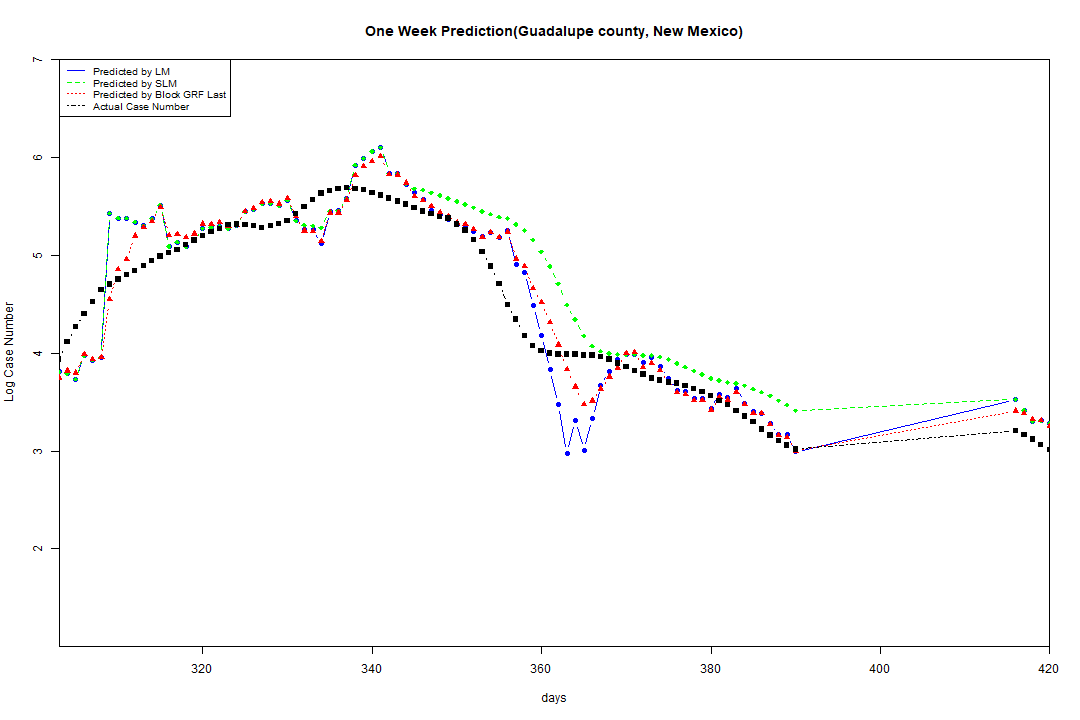 One Week Prediction(Guadalupe county, New Mexico)
Predicted by LM
Predicted by SLM
Predicted by Block GRF Last
Actual Case Number
7
6
5
4
3
2
Log Case Number
320 340 360 380 400 420
days